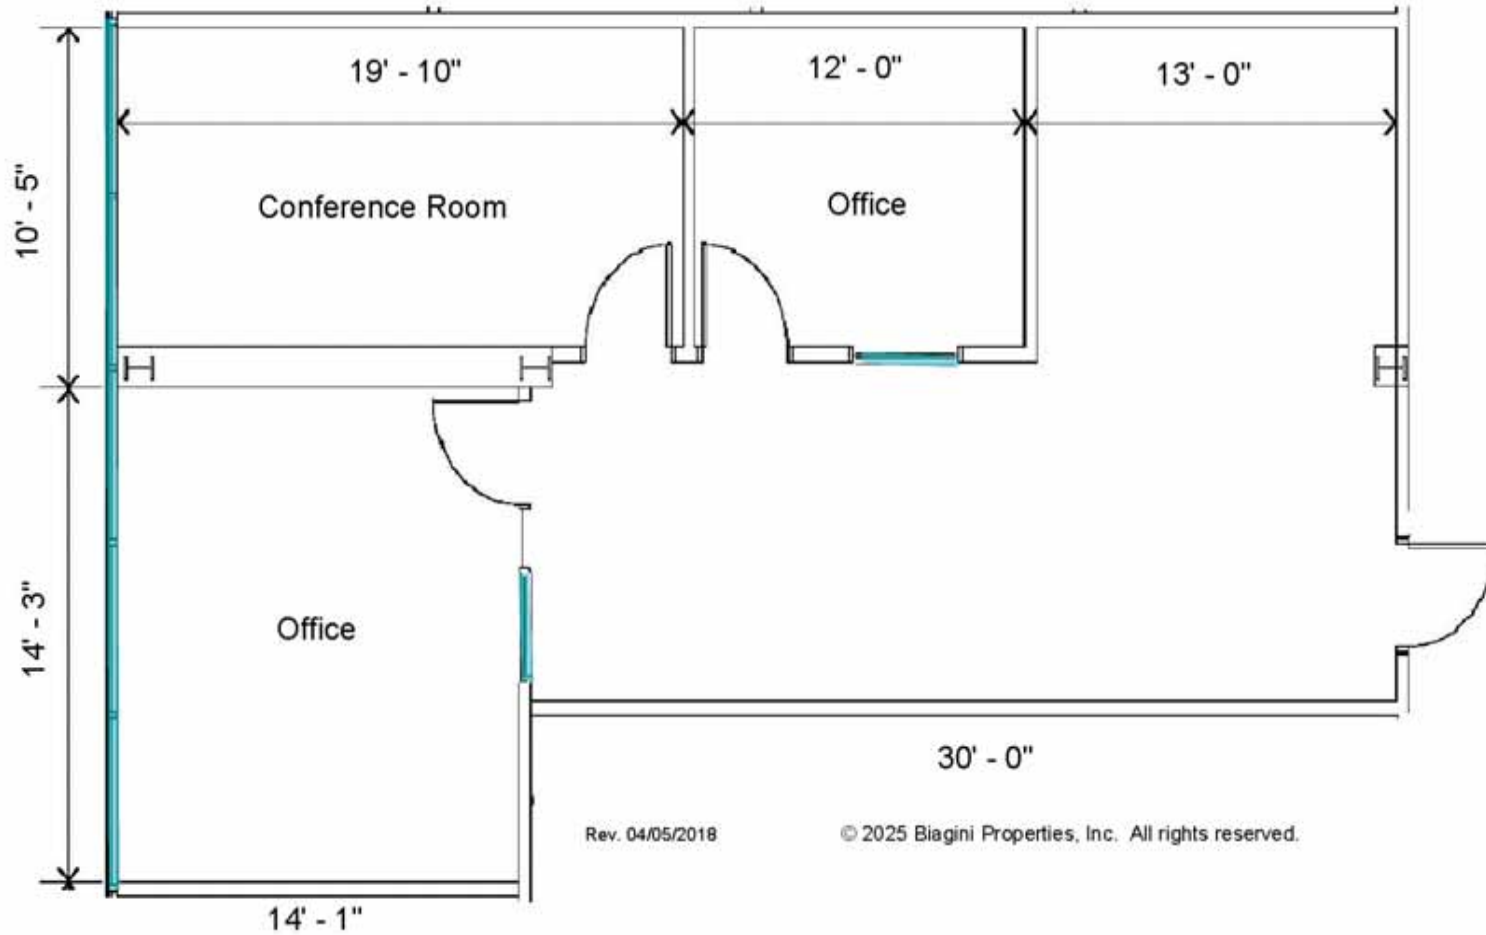 19' - 10"
12' - 0"
13' - 0"
10' - 5"
Conference Room
Office
14' - 3"
Office
30' - 0"
Rev. 04/05/2018
© 2025 Biagini Properties, Inc. All rights reserved.
14' - 1"